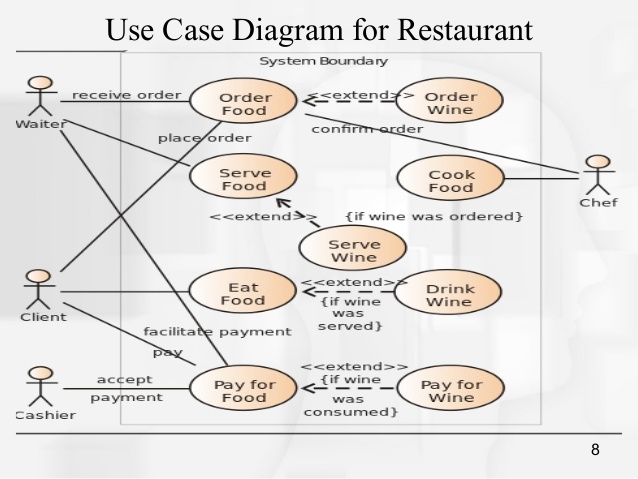 Use Case Diagram for Restaurant
System Boundary
receive order
Order
Food
<<extend>>
Order
Wine
Waiter
place order
confirm order
Serve
Food
Cook
Food
Chef
<<extend>>
{if wine was ordered}
Serve
Wine
Client
Eat
Food
<<extend>>
{if wine
was
served}
Drink
Wine
facilitate payment
pay
Cashier
accept
payment
Pay for
Food
<<extend>>
{if wine
was
consumed}
Pay for
Wine
8